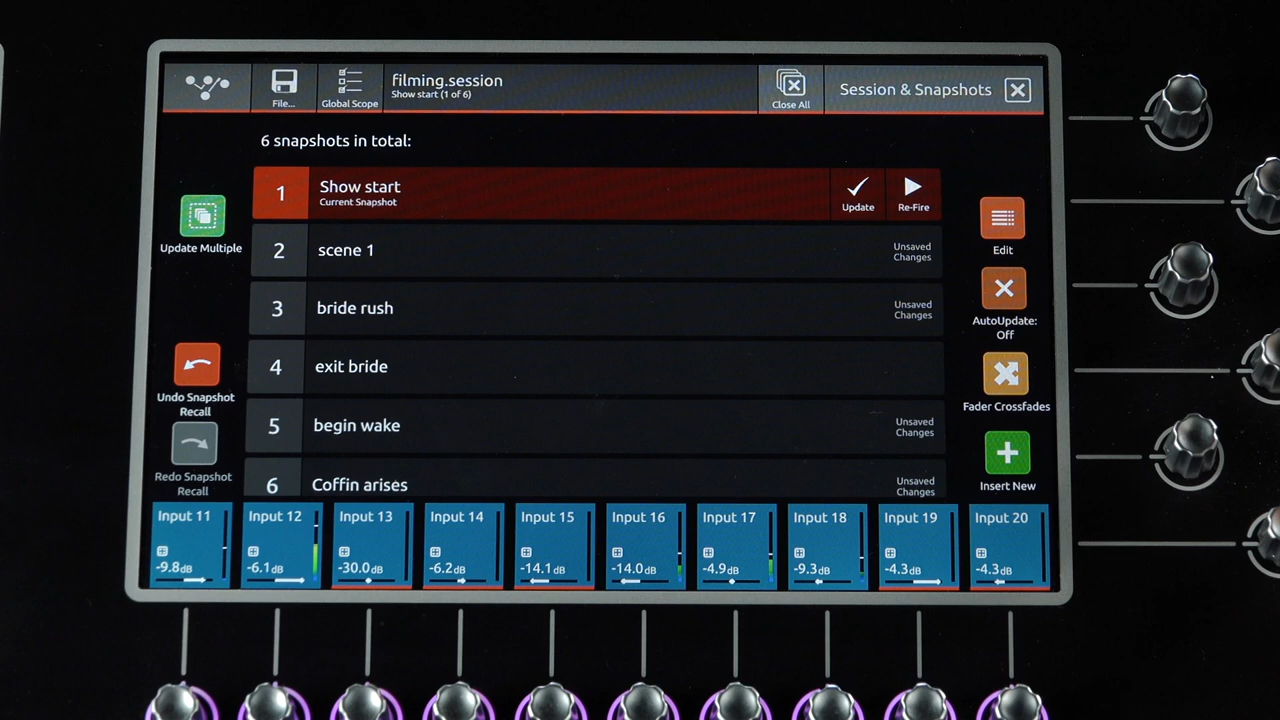 File...
Global Scope
filming.session
Show start (1 of 6)
Close All
Session & Snapshots
6 snapshots in total:
1
Show start
Current Snapshot
Update
Re-Fire
2
scene 1
Unsaved
Changes
3
bride rush
Unsaved
Changes
4
exit bride
5
begin wake
Unsaved
Changes
6
Coffin arises
Unsaved
Changes
Update Multiple
Undo Snapshot
Recall
Redo Snapshot
Recall
Edit
AutoUpdate:
Off
Fader Crossfades
Insert New
Input 11
-9.8dB
Input 12
-6.1dB
Input 13
-30.0dB
Input 14
-6.2dB
Input 15
-14.1dB
Input 16
-14.0dB
Input 17
-4.9dB
Input 18
-9.3dB
Input 19
-4.3dB
Input 20
-4.3dB